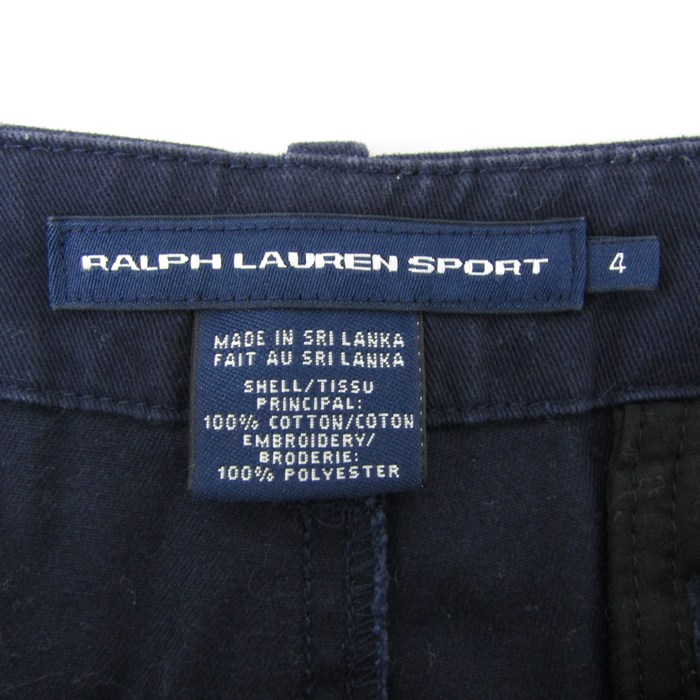 RALPH LAUREN SPORT
4
MADE IN SRI LANKA
FAIT AU SRI LANKA
SHELL/TISSU
PRINCIPAL:
100% COTTON/COTON
EMBROIDERY/
BRODERIE:
100% POLYESTER